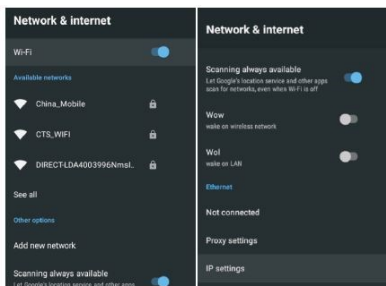 Network & internet
Wi-Fi
Available networks
China_Mobile
CTS_WIFI
DIRECT-LDA4003996Nmsl..
See all
Other options
Add new network
Scanning always available
Let Google's location service and other apps
Network & internet
Scanning always available
Let Google's location service and other apps
scan for networks, even when Wi-Fi is off
Wow
wake on wireless network
Wol
wake on LAN
Ethernet
Not connected
Proxy settings
IP settings